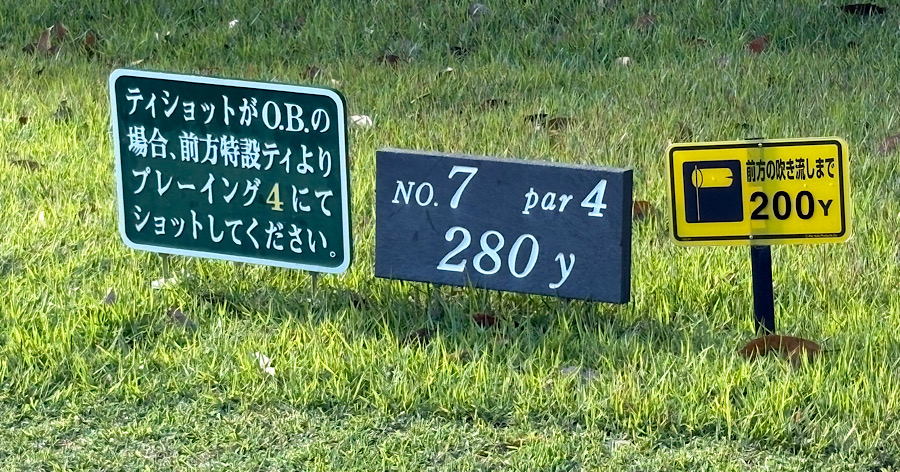 ティショットがO.B.の
場合、前方特設ティより
プレーイング4にて
ショットしてください。
NO. 7 par 4
280 y
前方の吹き流しまで
200Y